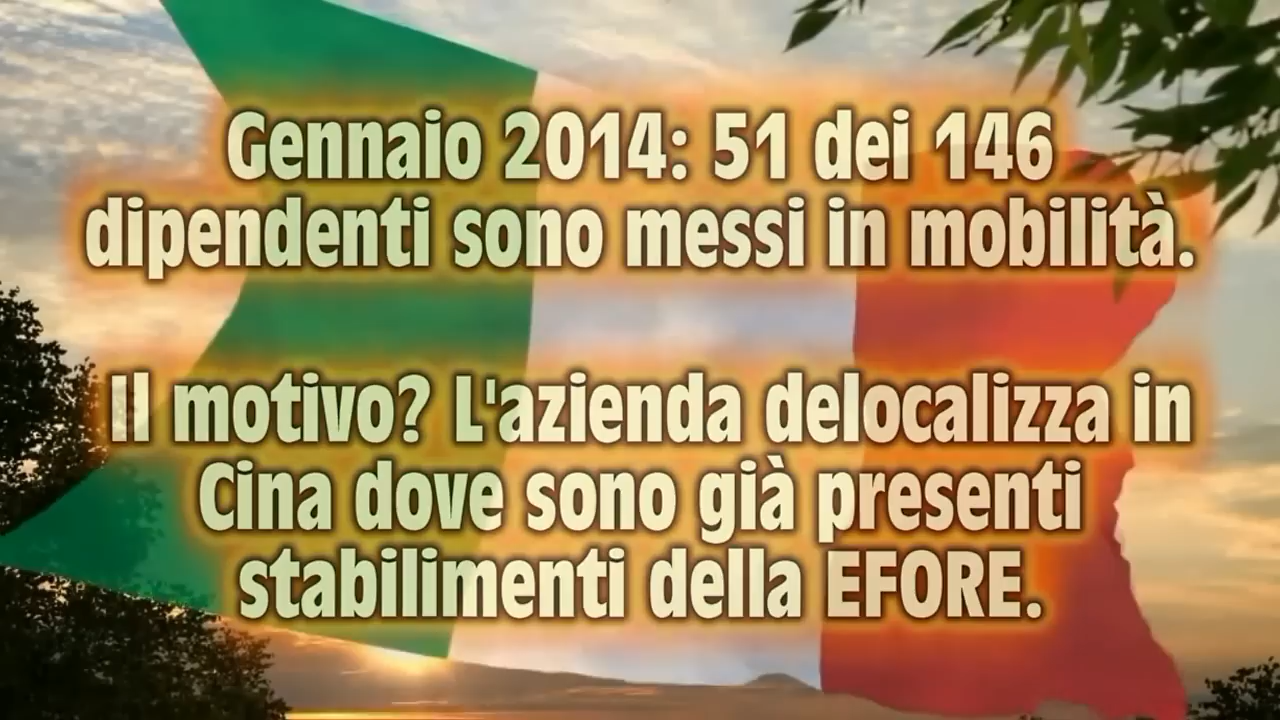 Gennaio 2014: 51 dei 146
dipendenti sono messi in mobilità.
Il motivo? L'azienda delocalizza in
Cina dove sono già presenti
stabilimenti della EFORE.